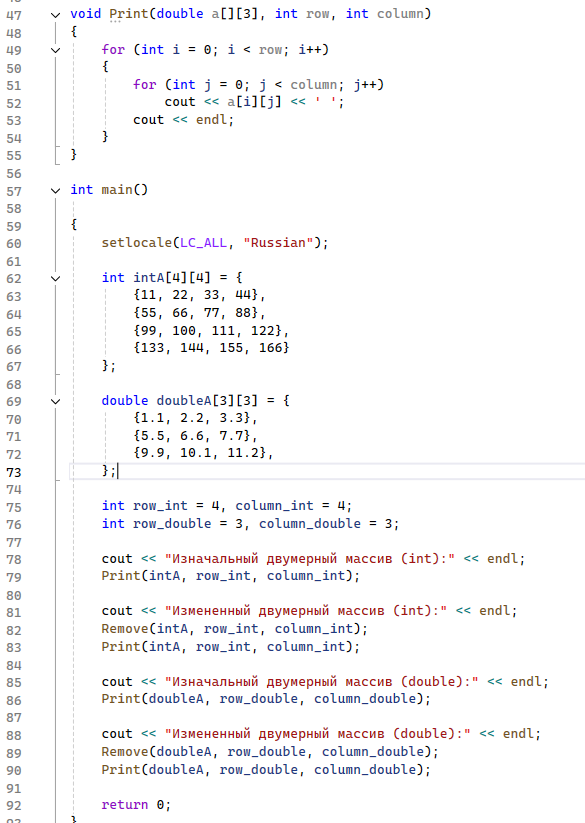 47 void Print(double a[][3], int row, int column)
48 {
49 for (int i = 0; i < row; i++)
50 {
51 for (int j = 0; j < column; j++)
52 cout << a[i][j] << ' ';
53 cout << endl;
54 }
55 }
56
57 int main()
58
59 {
60 setlocale(LC_ALL, "Russian");
61
62 int intA[4][4] = {
63 {11, 22, 33, 44},
64 {55, 66, 77, 88},
65 {99, 100, 111, 122},
66 {133, 144, 155, 166}
67 };
68
69 double doubleA[3][3] = {
70 {1.1, 2.2, 3.3},
71 {5.5, 6.6, 7.7},
72 {9.9, 10.1, 11.2},
73 };
74
75 int row_int = 4, column_int = 4;
76 int row_double = 3, column_double = 3;
77
78 cout << "Изначальный двумерный массив (int):" << endl;
79 Print(intA, row_int, column_int);
80
81 cout << "Измененный двумерный массив (int):" << endl;
82 Remove(intA, row_int, column_int);
83 Print(intA, row_int, column_int);
84
85 cout << "Изначальный двумерный массив (double):" << endl;
86 Print(doubleA, row_double, column_double);
87
88 cout << "Измененный двумерный массив (double):" << endl;
89 Remove(doubleA, row_double, column_double);
90 Print(doubleA, row_double, column_double);
91
92 return 0;
93 }